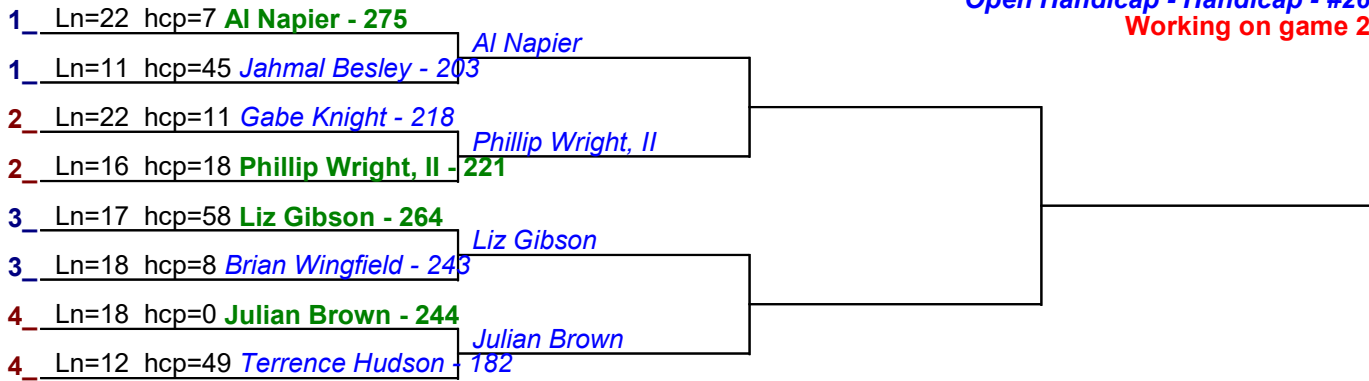 Open Handicap - Handicap - #26
Working on game 2
1_ Ln=22 hcp=7 Al Napier - 275
Al Napier
1_ Ln=11 hcp=45 Jahmal Besley - 203
2_ Ln=22 hcp=11 Gabe Knight - 218
Phillip Wright, II
2_ Ln=16 hcp=18 Phillip Wright, II - 221
3_ Ln=17 hcp=58 Liz Gibson - 264
Liz Gibson
3_ Ln=18 hcp=8 Brian Wingfield - 243
4_ Ln=18 hcp=0 Julian Brown - 244
Julian Brown
4_ Ln=12 hcp=49 Terrence Hudson - 182